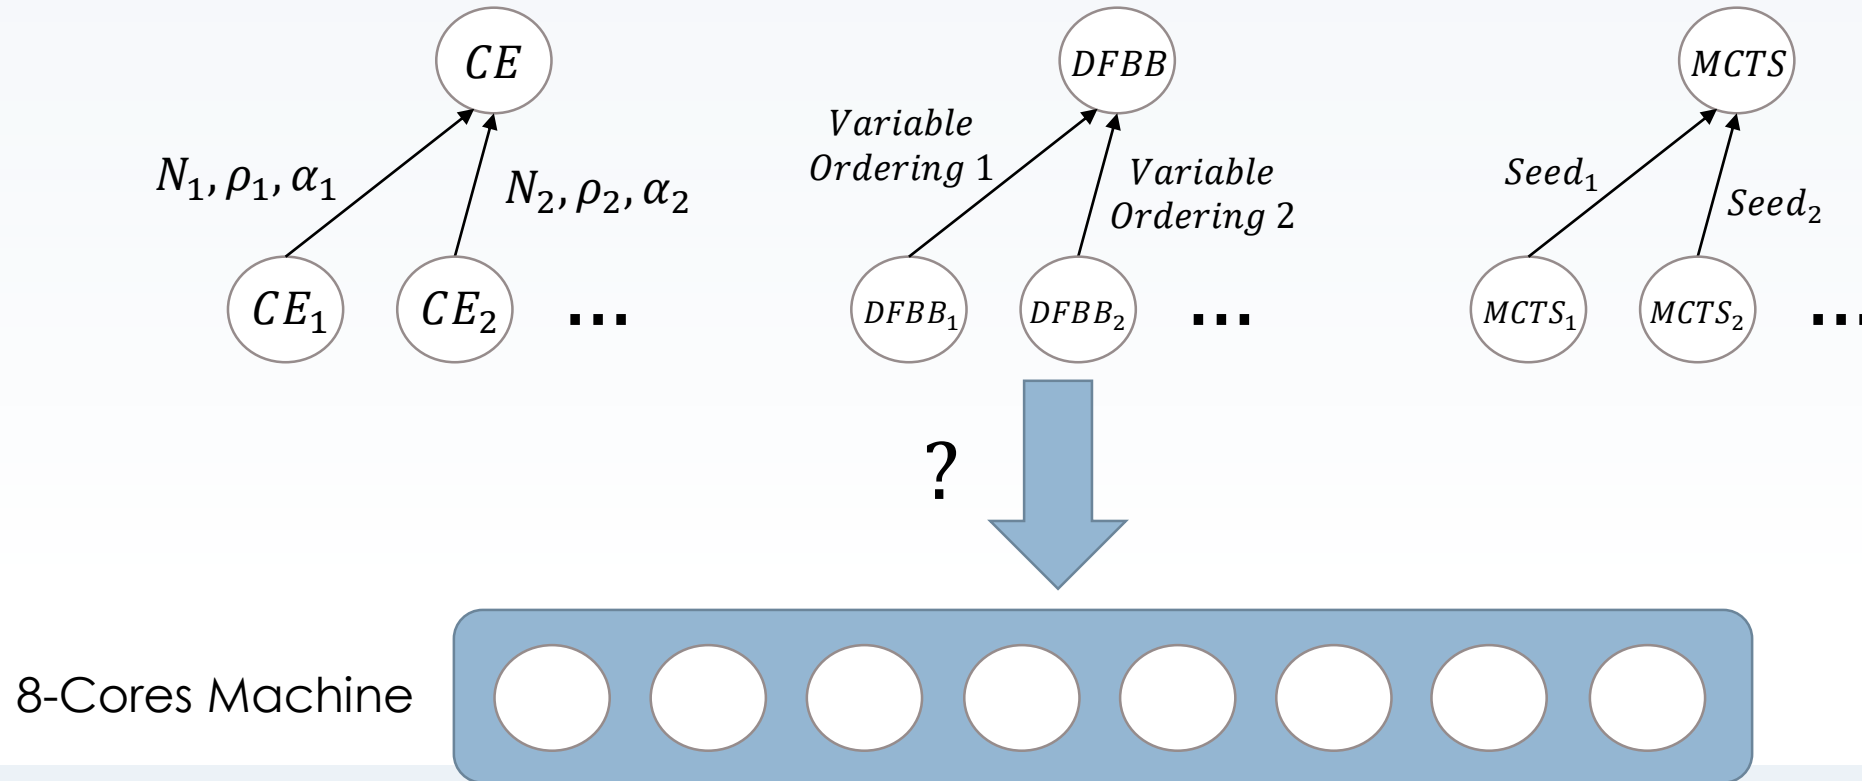 CE
DFBB
MCTS
N₁, ρ₁, α₁
N₂, ρ₂, α₂
Variable
Ordering 1
Variable
Ordering 2
Seed₁
Seed₂
CE₁
CE₂
...
DFBB₁
DFBB₂
...
MCTS₁
MCTS₂
...
?
8-Cores Machine